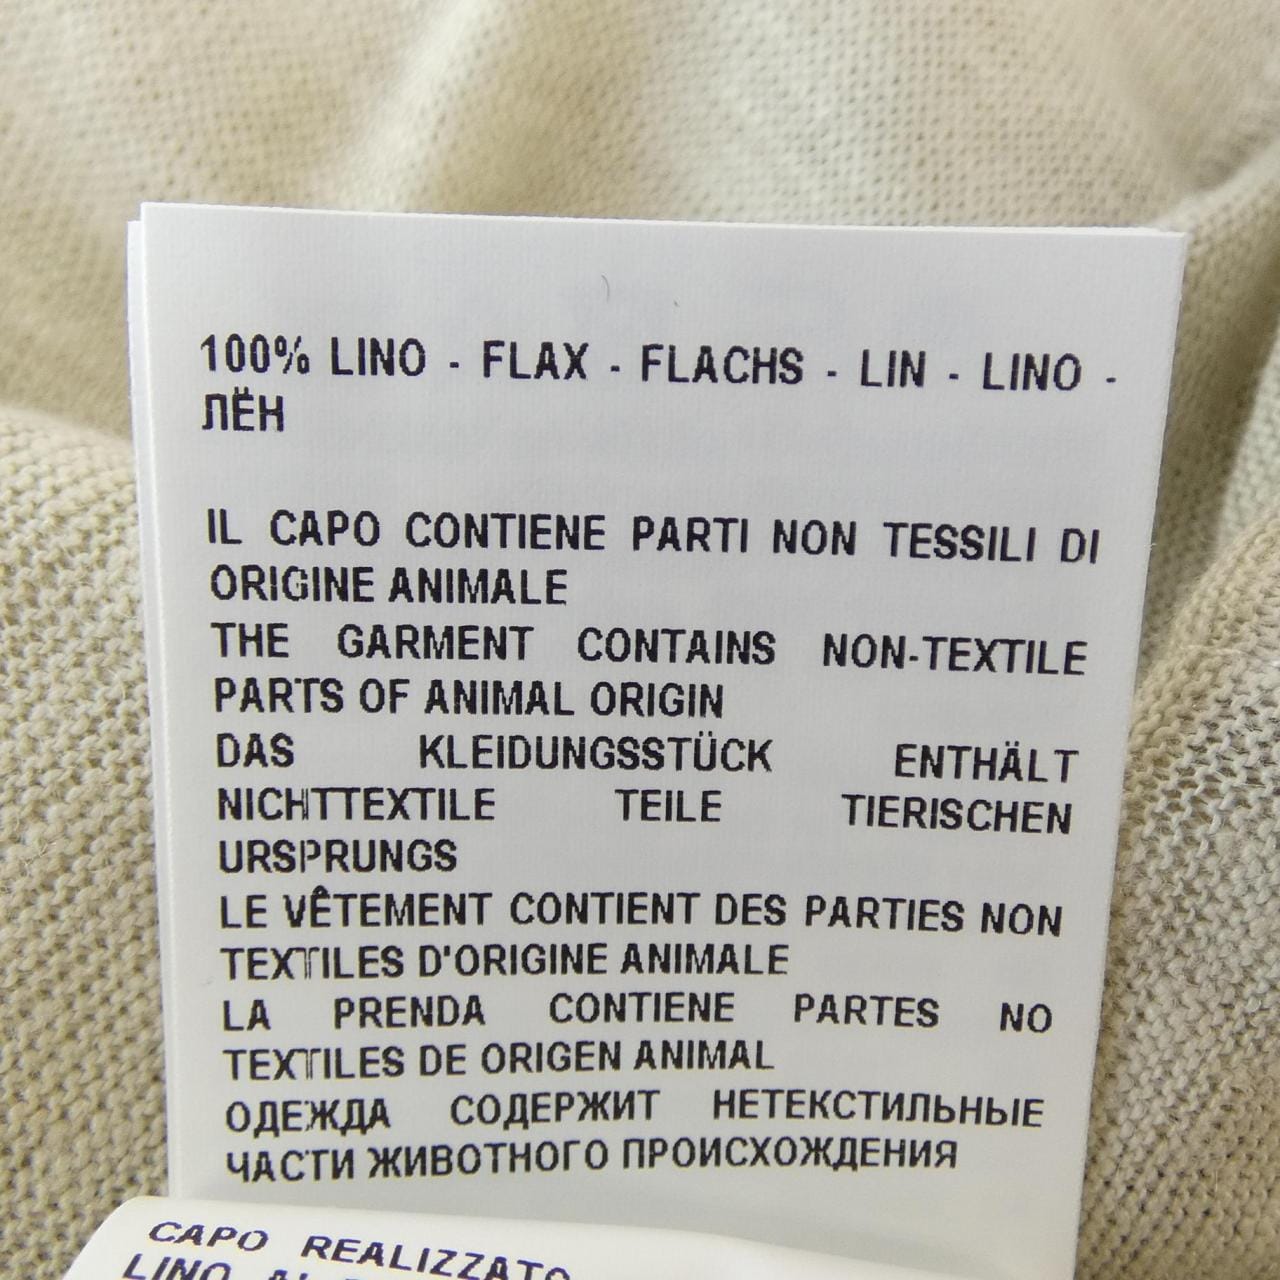 100% LINO - FLAX - FLACHS - LIN - LINO -
ЛЁН
IL CAPO CONTIENE PARTI NON TESSILI DI
ORIGINE ANIMALE
THE GARMENT CONTAINS NON-TEXTILE
PARTS OF ANIMAL ORIGIN
DAS KLEIDUNGSSTÜCK ENTHÄLT
NICHTTEXTILE TEILE TIERISCHEN
URSPRUNGS
LE VÊTEMENT CONTIENT DES PARTIES NON
TEXTILES D'ORIGINE ANIMALE
LA PRENDA CONTIENE PARTES NO
TEXTILES DE ORIGEN ANIMAL
ОДЕЖДА СОДЕРЖИТ НЕТЕКСТИЛЬНЫЕ
ЧАСТИ ЖИВОТНОГО ПРОИСХОЖДЕНИЯ
CAPO REALIZZATO
LINO